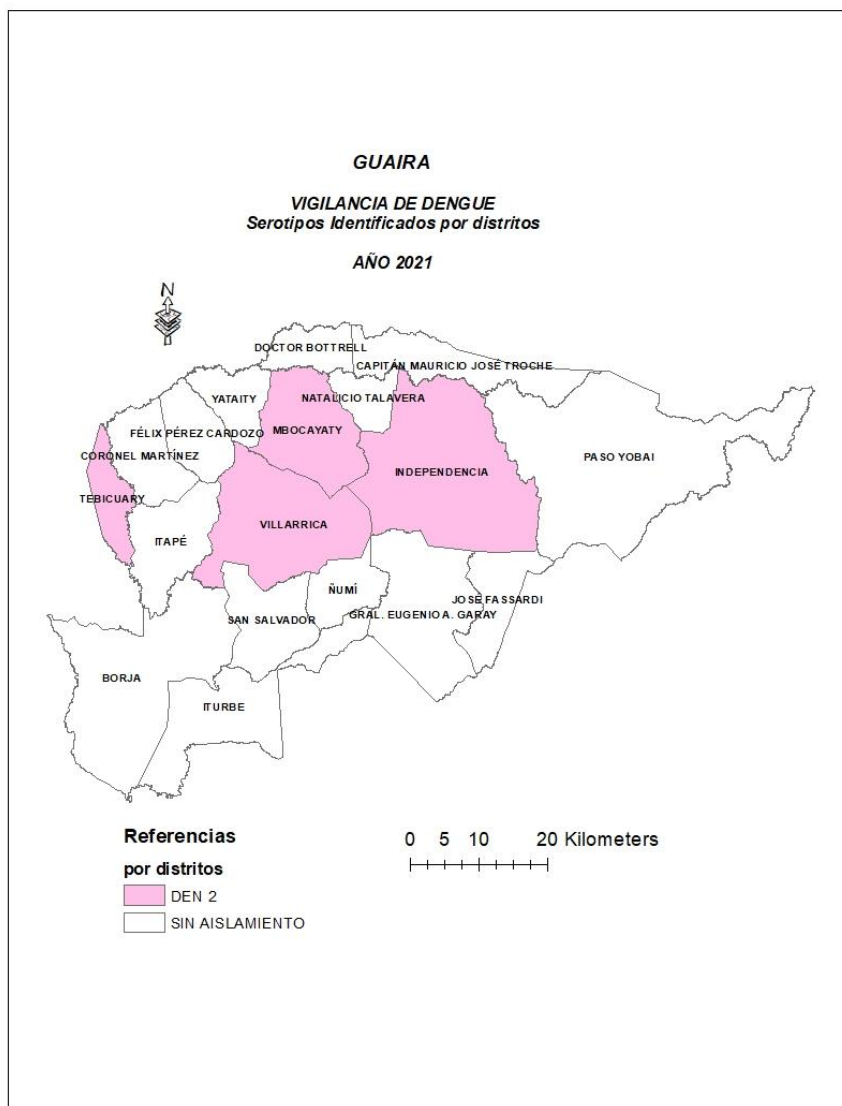 GUAIRA
VIGILANCIA DE DENGUE
Serotipos Identificados por distritos
AÑO 2021
N
DOCTOR BOTTRELL
CAPITÁN MAURICIO JOSÉ TROCHE
YATAITY
NATALICIO TALAVERA
FÉLIX PÉREZ CARDOZO
MBOCAYATY
CORONEL MARTÍNEZ
PASO YOBAI
INDEPENDENCIA
TEBICUARY
VILLARRICA
ITAPÉ
ÑUMÍ
JOSÉ FASSARDI
SAN SALVADOR
GRAL. EUGENIO A. GARAY
BORJA
ITURBE
Referencias
por distritos
DEN 2
SIN AISLAMIENTO
0 5 10 20 Kilometers